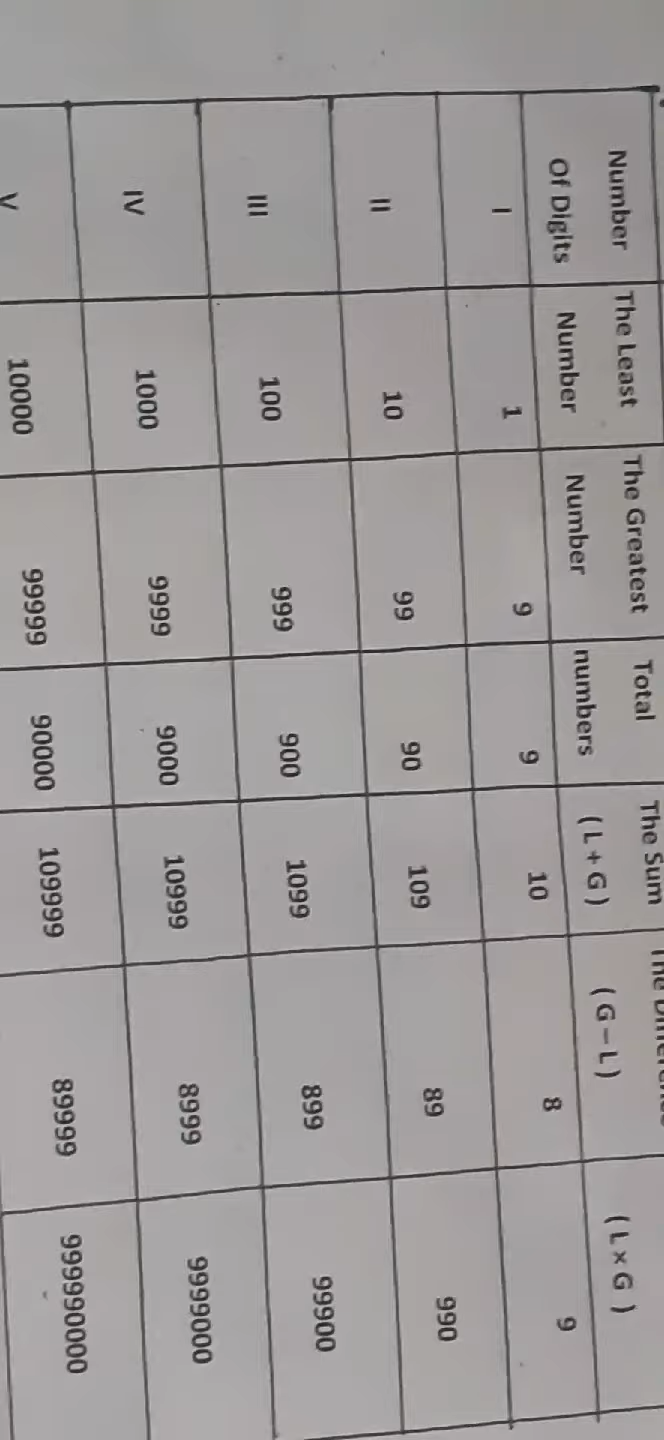 Number The Least The Greatest Total The Sum The Difference
Of Digits Number Number numbers ( L + G ) ( G – L ) ( L × G )
I 1 9 9 10 8 9
II 10 99 90 109 89 990
III 100 999 900 1099 899 99900
IV 1000 9999 9000 10999 8999 9999000
V 10000 99999 90000 109999 89999 999990000